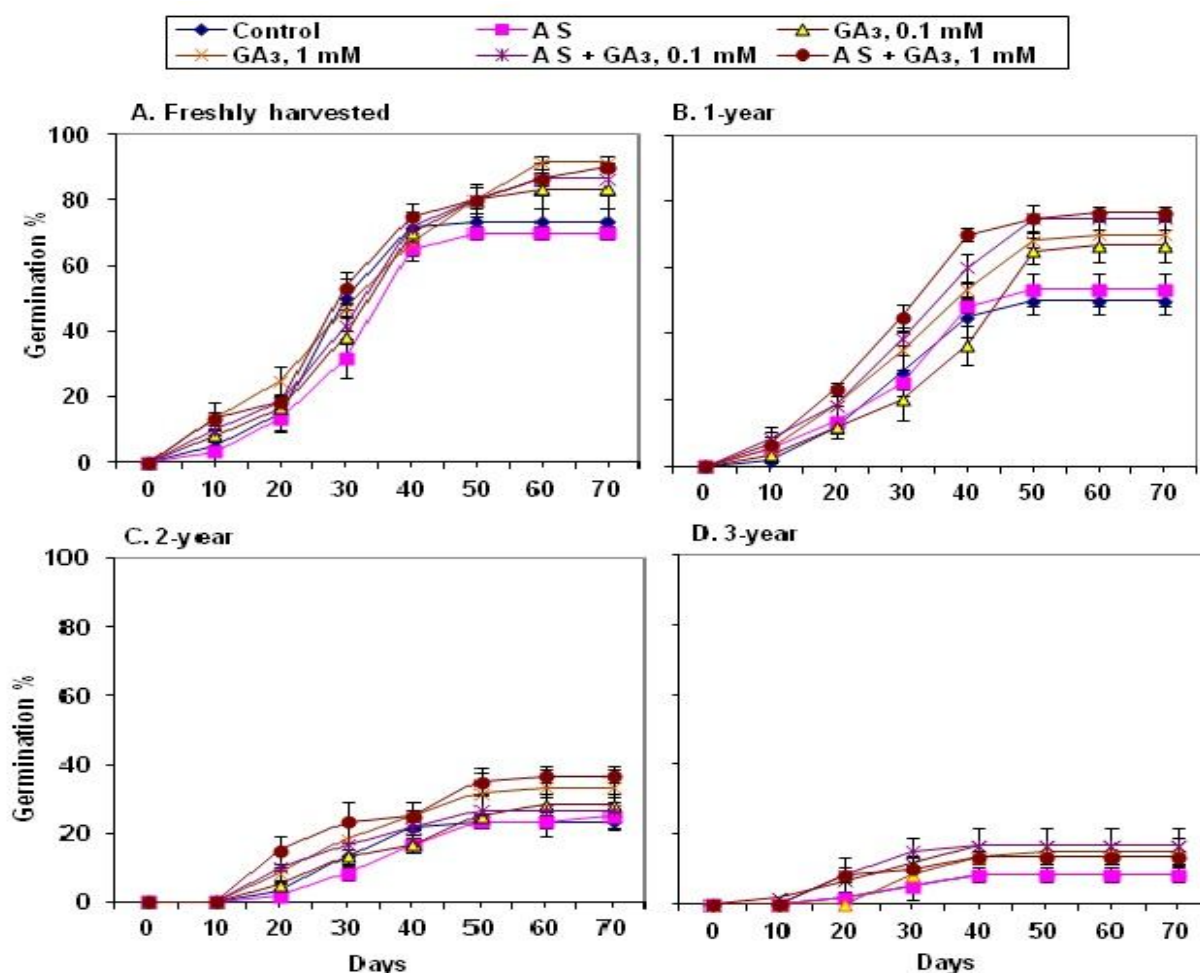 Control AS GA₃, 0.1 mM
GA₃, 1 mM AS + GA₃, 0.1 mM AS + GA₃, 1 mM
A. Freshly harvested B. 1-year
100
80
60
40
20
0
Germination %
0 10 20 30 40 50 60 70
0 10 20 30 40 50 60 70
C. 2-year D. 3-year
100
80
60
40
20
0
Germination %
0 10 20 30 40 50 60 70
0 10 20 30 40 50 60 70
Days Days